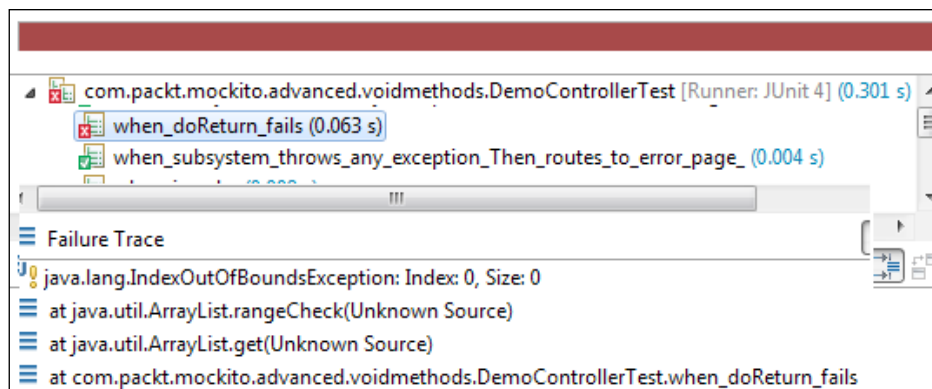 com.packt.mockito.advanced.voidmethods.DemoControllerTest [Runner: JUnit 4] (0.301 s)
when_doReturn_fails (0.063 s)
when_subsystem_throws_any_exception_Then_routes_to_error_page_ (0.004 s)
Failure Trace
java.lang.IndexOutOfBoundsException: Index: 0, Size: 0
at java.util.ArrayList.rangeCheck(Unknown Source)
at java.util.ArrayList.get(Unknown Source)
at com.packt.mockito.advanced.voidmethods.DemoControllerTest.when_doReturn_fails